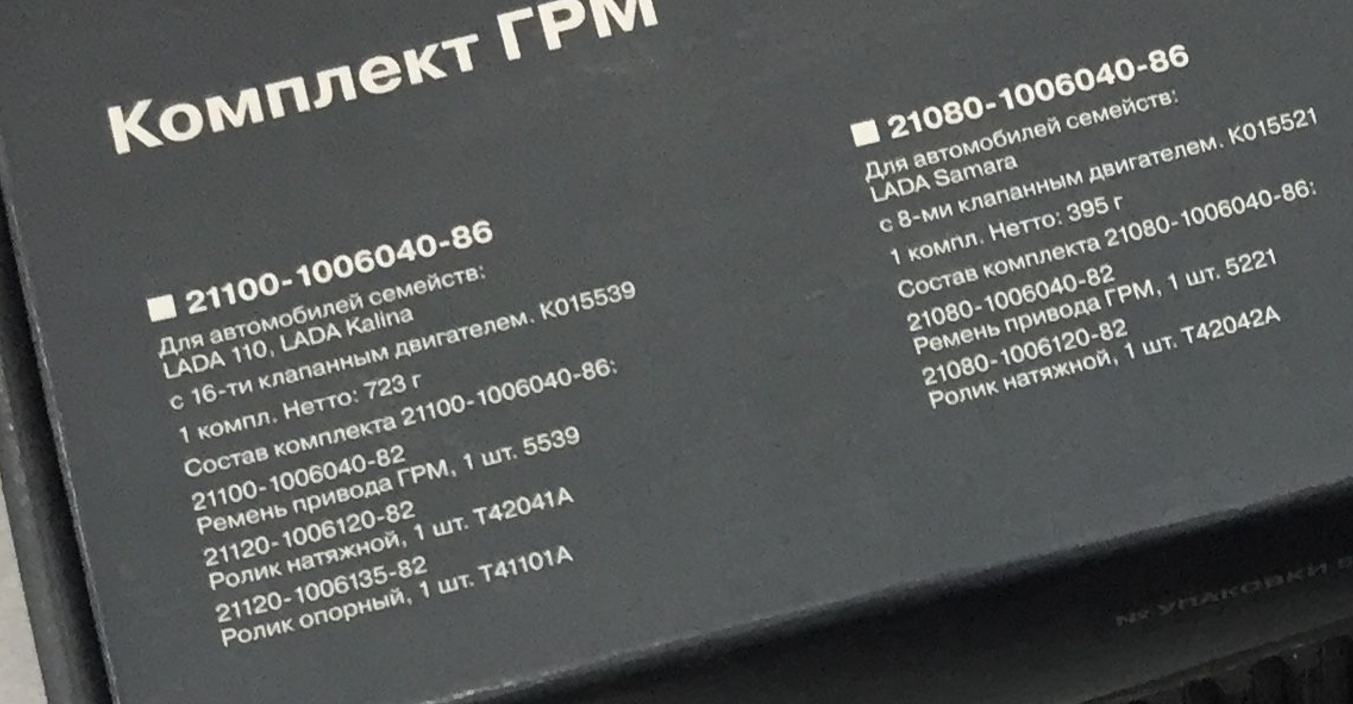 Комплект ГРМ
■ 21100-1006040-86
Для автомобилей семейств:
LADA 110, LADA Kalina
с 16-ти клапанным двигателем. K015539
1 компл. Нетто: 723 г
Состав комплекта 21100-1006040-86:
21100-1006040-82
Ремень привода ГРМ, 1 шт. 5539
21120-1006120-82
Ролик натяжной, 1 шт. T42041A
21120-1006135-82
Ролик опорный, 1 шт. T41101A
■ 21080-1006040-86
Для автомобилей семейств:
LADA Samara
с 8-ми клапанным двигателем. K015521
1 компл. Нетто: 395 г
Состав комплекта 21080-1006040-86:
21080-1006040-82
Ремень привода ГРМ, 1 шт. 5221
21080-1006120-82
Ролик натяжной, 1 шт. T42042A
№ УПАКОВКИ